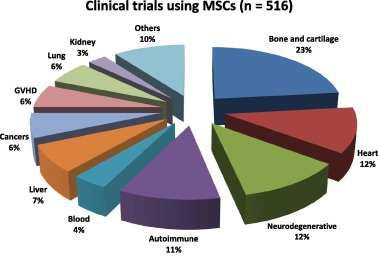 Clinical trials using MSCs (n = 516)
Others
10%
Kidney
3%
Lung
6%
GVHD
6%
Cancers
6%
Liver
7%
Blood
4%
Autoimmune
11%
Neurodegenerative
12%
Heart
12%
Bone and cartilage
23%